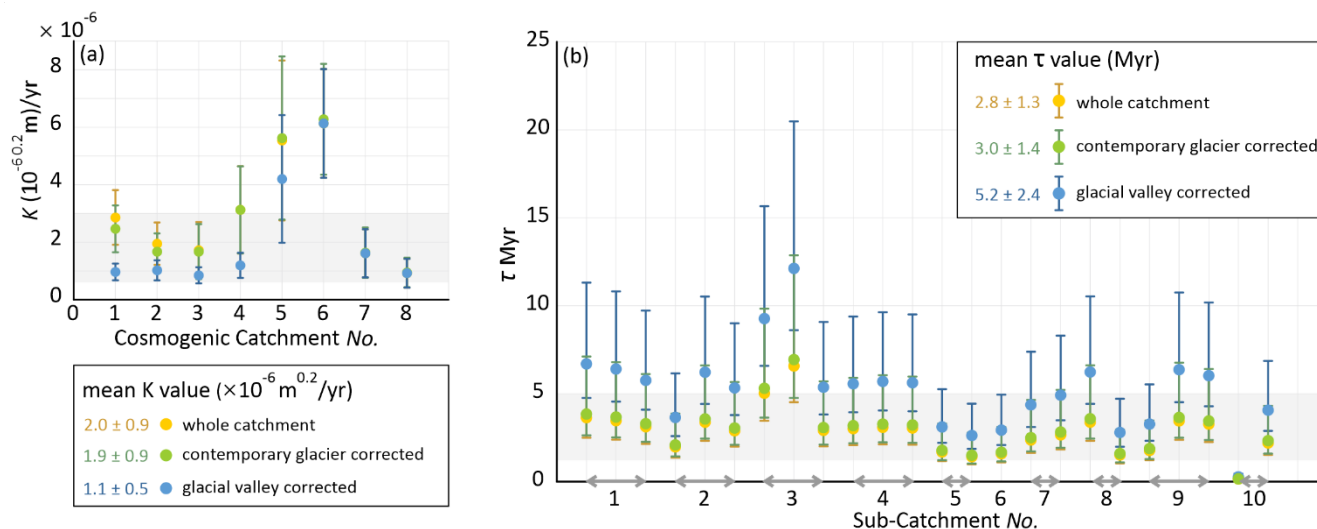 × 10⁻⁶
(a)
8
6
4
2
0
K (10⁻⁶ ⁰·² m)/yr
0 1 2 3 4 5 6 7 8
Cosmogenic Catchment No.
mean K value (×10⁻⁶ m⁰·²/yr)
2.0 ± 0.9 whole catchment
1.9 ± 0.9 contemporary glacier corrected
1.1 ± 0.5 glacial valley corrected
(b)
25
20
15
10
5
0
τ Myr
mean τ value (Myr)
2.8 ± 1.3 whole catchment
3.0 ± 1.4 contemporary glacier corrected
5.2 ± 2.4 glacial valley corrected
1 2 3 4 5 6 7 8 9 10
Sub-Catchment No.